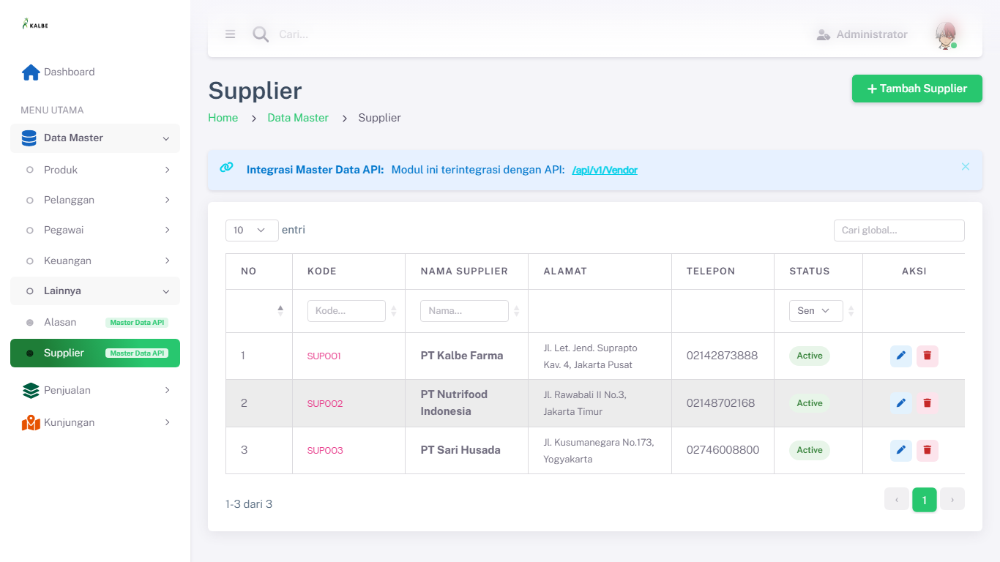 KALBE
Cari...
Administrator
Dashboard
MENU UTAMA
Data Master
Produk
Pelanggan
Pegawai
Keuangan
Lainnya
Alasan Master Data API
Supplier Master Data API
Penjualan
Kunjungan
Supplier
Tambah Supplier
Home > Data Master > Supplier
Integrasi Master Data API: Modul ini terintegrasi dengan API: /api/v1/Vendor
10 entri
Cari global...
NO KODE NAMA SUPPLIER ALAMAT TELEPON STATUS AKSI
Kode... Nama... Sen
1 SUP001 PT Kalbe Farma Jl. Let. Jend. Suprapto Kav. 4, Jakarta Pusat 02142873888 Active
2 SUP002 PT Nutrifood Indonesia Jl. Rawabali II No.3, Jakarta Timur 02148702168 Active
3 SUP003 PT Sari Husada Jl. Kusumanegara No.173, Yogyakarta 02746008800 Active
1-3 dari 3
‹ 1 ›